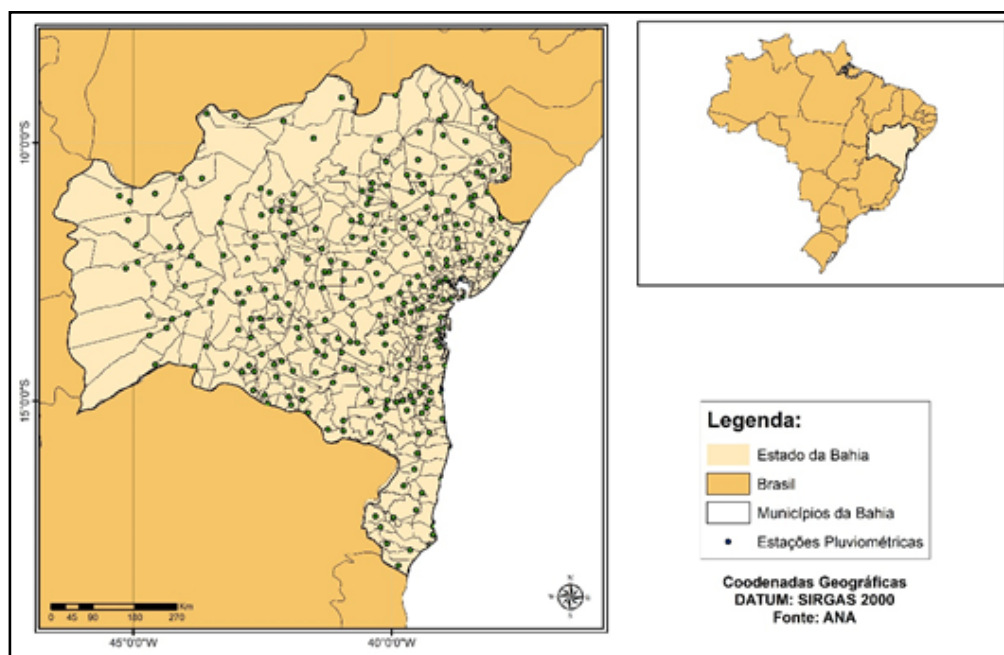 10°0'0"S
15°0'0"S
0 45 90 180 270
Km
N
S
45°0'0"W
40°0'0"W
Legenda:
Estado da Bahia
Brasil
Municípios da Bahia
Estações Pluviométricas
Coodenadas Geográficas
DATUM: SIRGAS 2000
Fonte: ANA